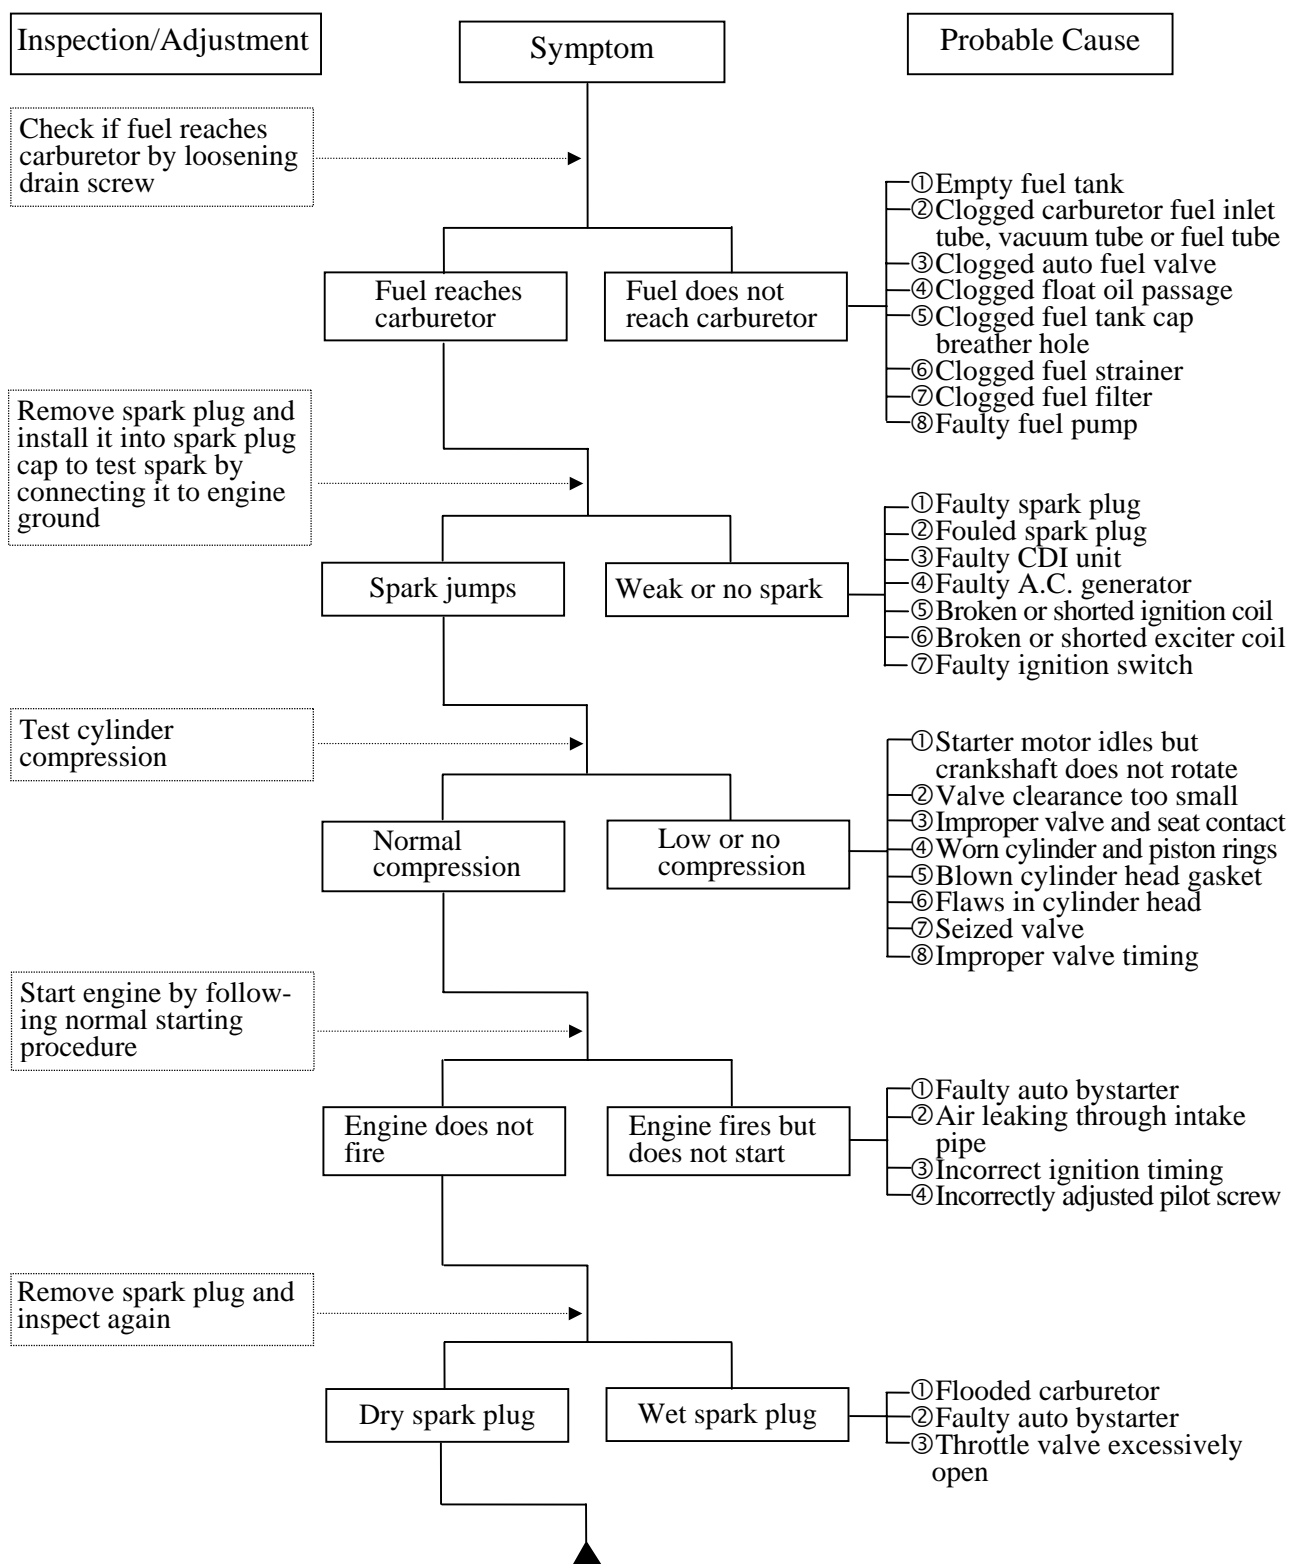 Inspection/Adjustment
Symptom
Probable Cause
Check if fuel reaches
carburetor by loosening
drain screw
①Empty fuel tank
②Clogged carburetor fuel inlet
tube, vacuum tube or fuel tube
③Clogged auto fuel valve
④Clogged float oil passage
⑤Clogged fuel tank cap
breather hole
⑥Clogged fuel strainer
⑦Clogged fuel filter
⑧Faulty fuel pump
Fuel reaches
carburetor
Fuel does not
reach carburetor
Remove spark plug and
install it into spark plug
cap to test spark by
connecting it to engine
ground
①Faulty spark plug
②Fouled spark plug
③Faulty CDI unit
④Faulty A.C. generator
⑤Broken or shorted ignition coil
⑥Broken or shorted exciter coil
⑦Faulty ignition switch
Spark jumps
Weak or no spark
Test cylinder
compression
①Starter motor idles but
crankshaft does not rotate
②Valve clearance too small
③Improper valve and seat contact
④Worn cylinder and piston rings
⑤Blown cylinder head gasket
⑥Flaws in cylinder head
⑦Seized valve
⑧Improper valve timing
Normal
compression
Low or no
compression
Start engine by follow-
ing normal starting
procedure
①Faulty auto bystarter
②Air leaking through intake
pipe
③Incorrect ignition timing
④Incorrectly adjusted pilot screw
Engine does not
fire
Engine fires but
does not start
Remove spark plug and
inspect again
①Flooded carburetor
②Faulty auto bystarter
③Throttle valve excessively
open
Dry spark plug
Wet spark plug